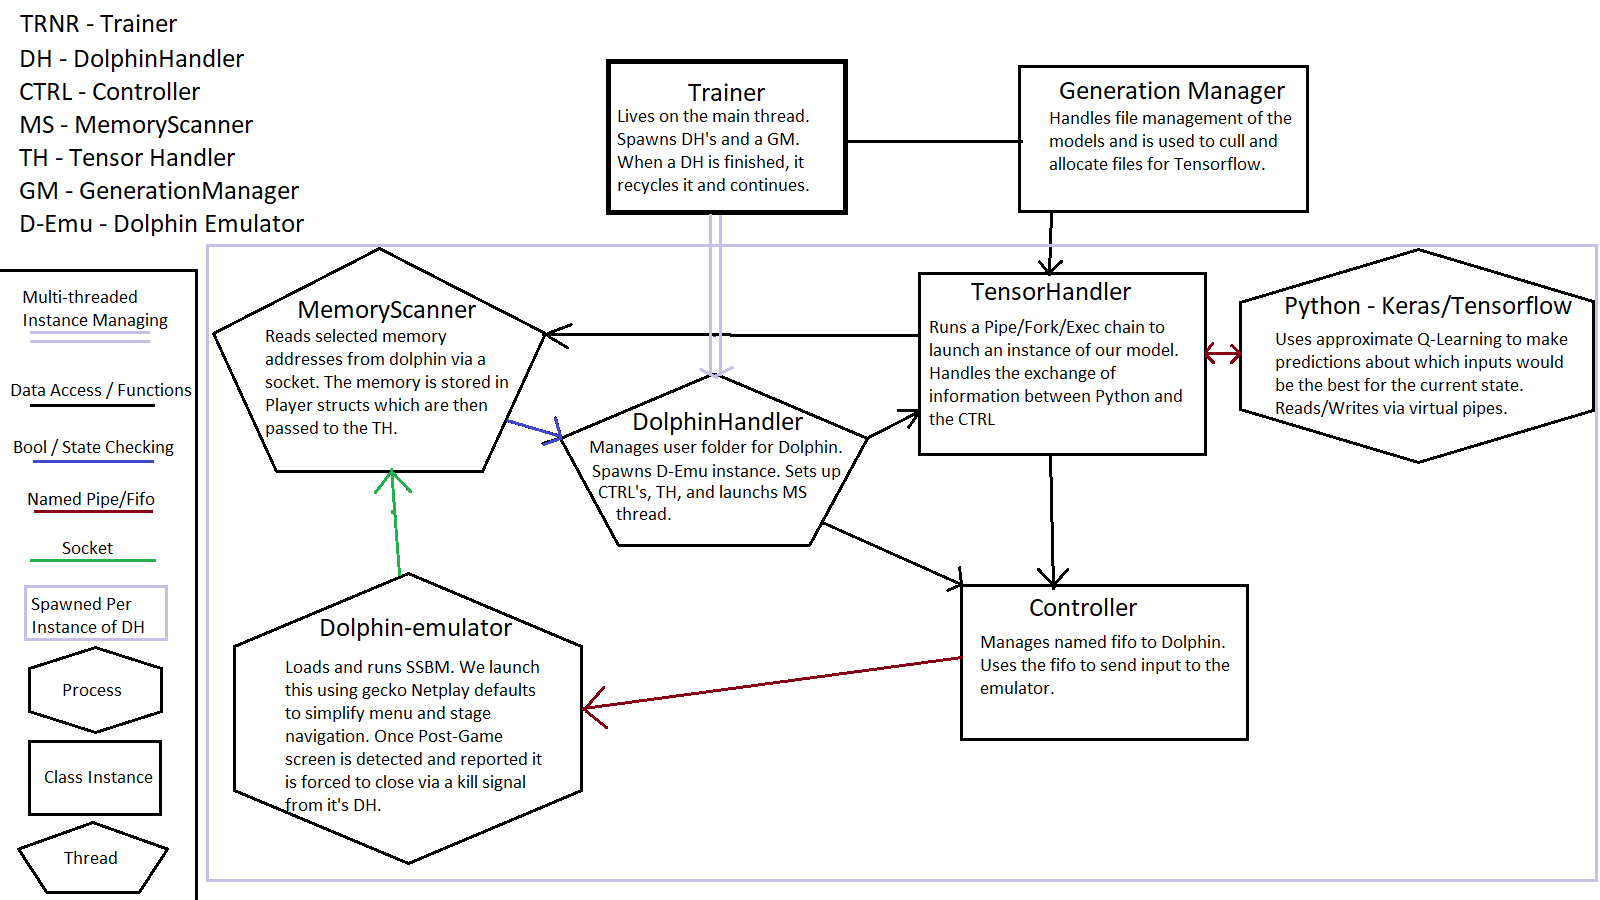 TRNR - Trainer
DH - DolphinHandler
CTRL - Controller
MS - MemoryScanner
TH - Tensor Handler
GM - GenerationManager
D-Emu - Dolphin Emulator
Trainer
Lives on the main thread.
Spawns DH's and a GM.
When a DH is finished, it
recycles it and continues.
Generation Manager
Handles file management of the
models and is used to cull and
allocate files for Tensorflow.
Multi-threaded
Instance Managing
Data Access / Functions
Bool / State Checking
Named Pipe/Fifo
Socket
Spawned Per
Instance of DH
Process
Class Instance
Thread
MemoryScanner
Reads selected memory
addresses from dolphin via a
socket. The memory is stored in
Player structs which are then
passed to the TH.
DolphinHandler
Manages user folder for Dolphin.
Spawns D-Emu instance. Sets up
CTRL's, TH, and launchs MS
thread.
TensorHandler
Runs a Pipe/Fork/Exec chain to
launch an instance of our model.
Handles the exchange of
information between Python and
the CTRL
Python - Keras/Tensorflow
Uses approximate Q-Learning to make
predictions about which inputs would
be the best for the current state.
Reads/Writes via virtual pipes.
Dolphin-emulator
Loads and runs SSBM. We launch
this using gecko Netplay defaults
to simplify menu and stage
navigation. Once Post-Game
screen is detected and reported it
is forced to close via a kill signal
from it's DH.
Controller
Manages named fifo to Dolphin.
Uses the fifo to send input to the
emulator.